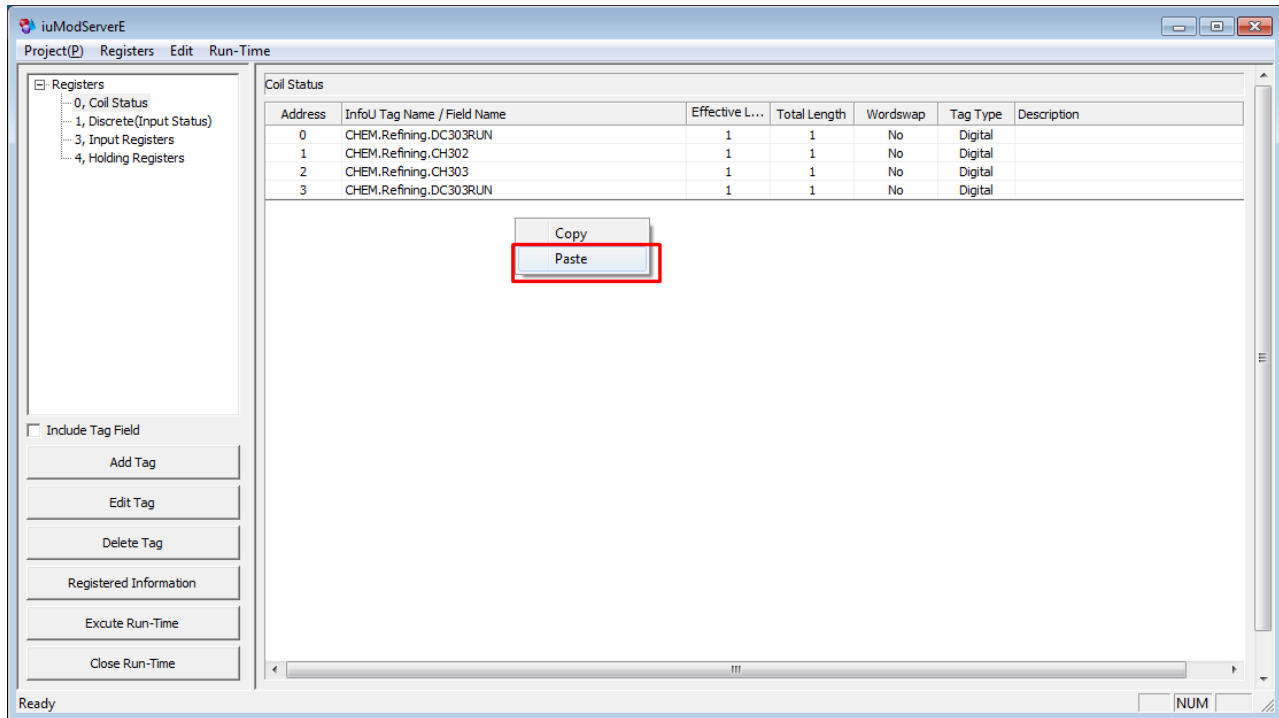 iuModServerE
Project(P) Registers Edit Run-Time
Registers
0, Coil Status
1, Discrete(Input Status)
3, Input Registers
4, Holding Registers
Coil Status
Address InfoU Tag Name / Field Name Effective L... Total Length Wordswap Tag Type Description
0 CHEM.Refining.DC303RUN 1 1 No Digital
1 CHEM.Refining.CH302 1 1 No Digital
2 CHEM.Refining.CH303 1 1 No Digital
3 CHEM.Refining.DC303RUN 1 1 No Digital
Copy
Paste
Include Tag Field
Add Tag
Edit Tag
Delete Tag
Registered Information
Excute Run-Time
Close Run-Time
Ready NUM